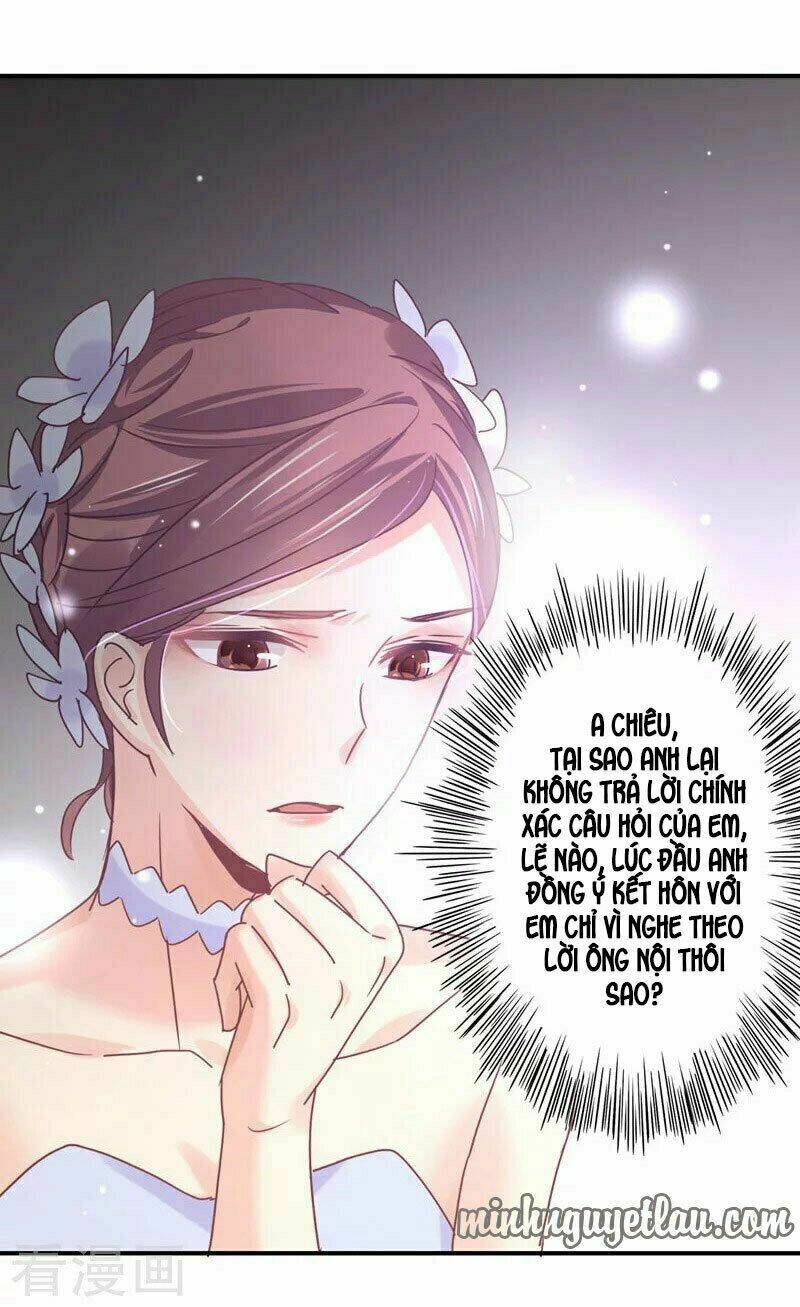 A CHIÊU,
TẠI SAO ANH LẠI
KHÔNG TRẢ LỜI CHÍNH
XÁC CÂU HỎI CỦA EM,
LẼ NÀO, LÚC ĐẦU ANH
ĐỒNG Ý KẾT HÔN VỚI
EM CHỈ VÌ NGHE THEO
LỜI ÔNG NỘI THÔI
SAO?
minhnguyetlau.com
看漫画